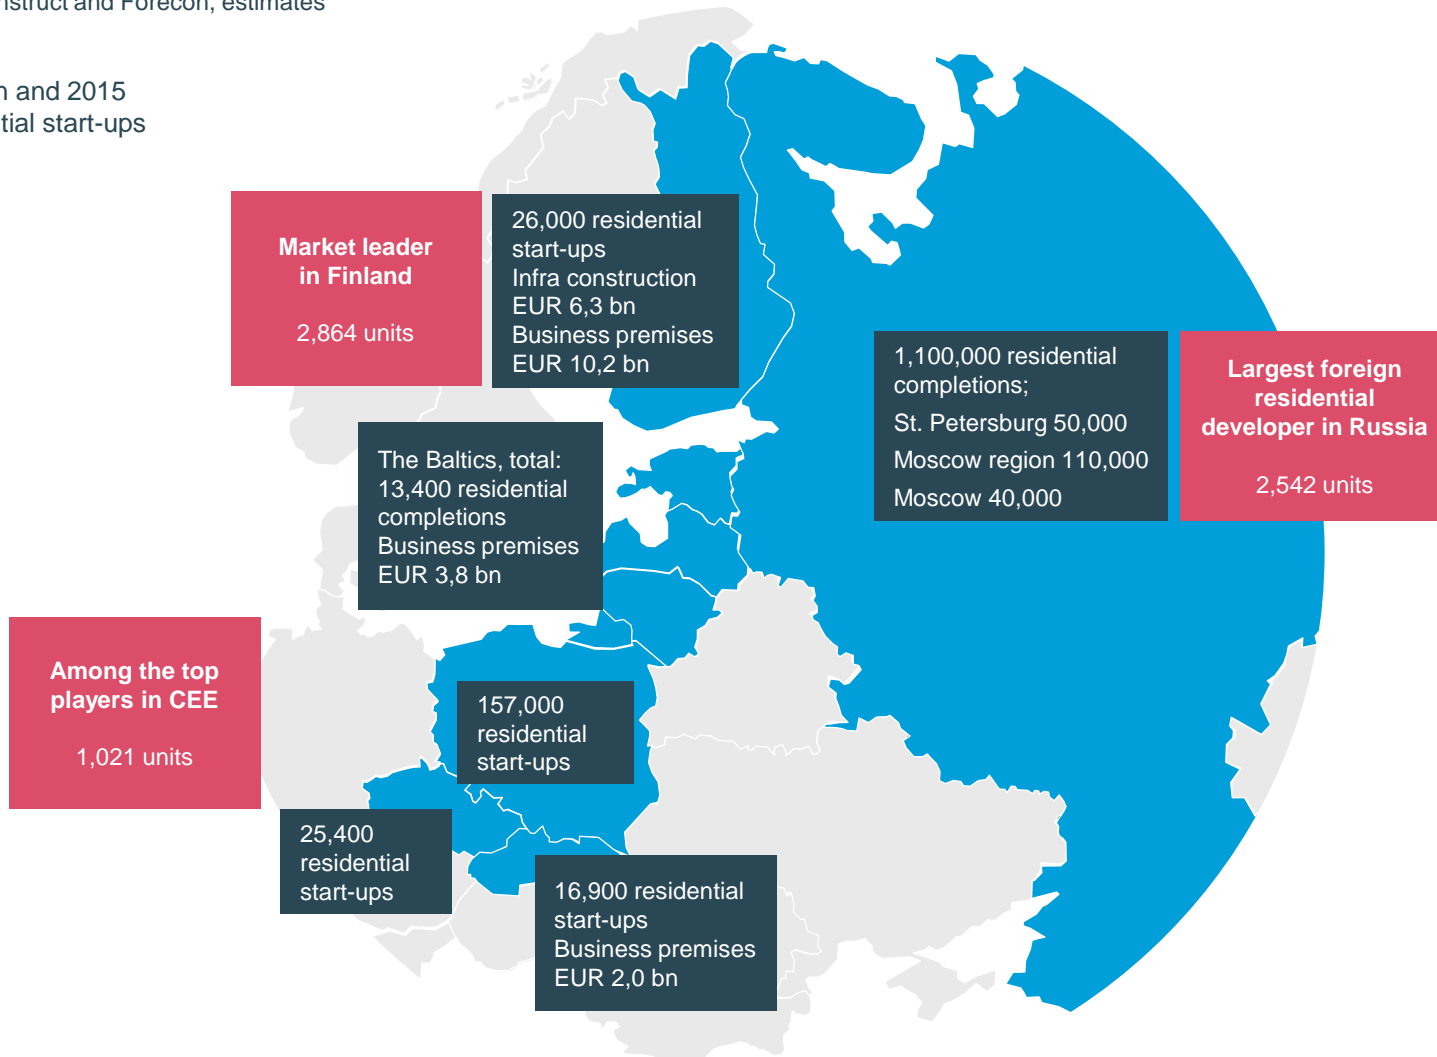 and Forecon, estimates
and 2015
start-ups
Market leader
in Finland
2,864 units
26,000 residential
start-ups
Infra construction
EUR 6,3 bn
Business premises
EUR 10,2 bn
1,100,000 residential
completions;
St. Petersburg 50,000
Moscow region 110,000
Moscow 40,000
Largest foreign
residential
developer in Russia
2,542 units
The Baltics, total:
13,400 residential
completions
Business premises
EUR 3,8 bn
Among the top
players in CEE
1,021 units
157,000
residential
start-ups
25,400
residential
start-ups
16,900 residential
start-ups
Business premises
EUR 2,0 bn